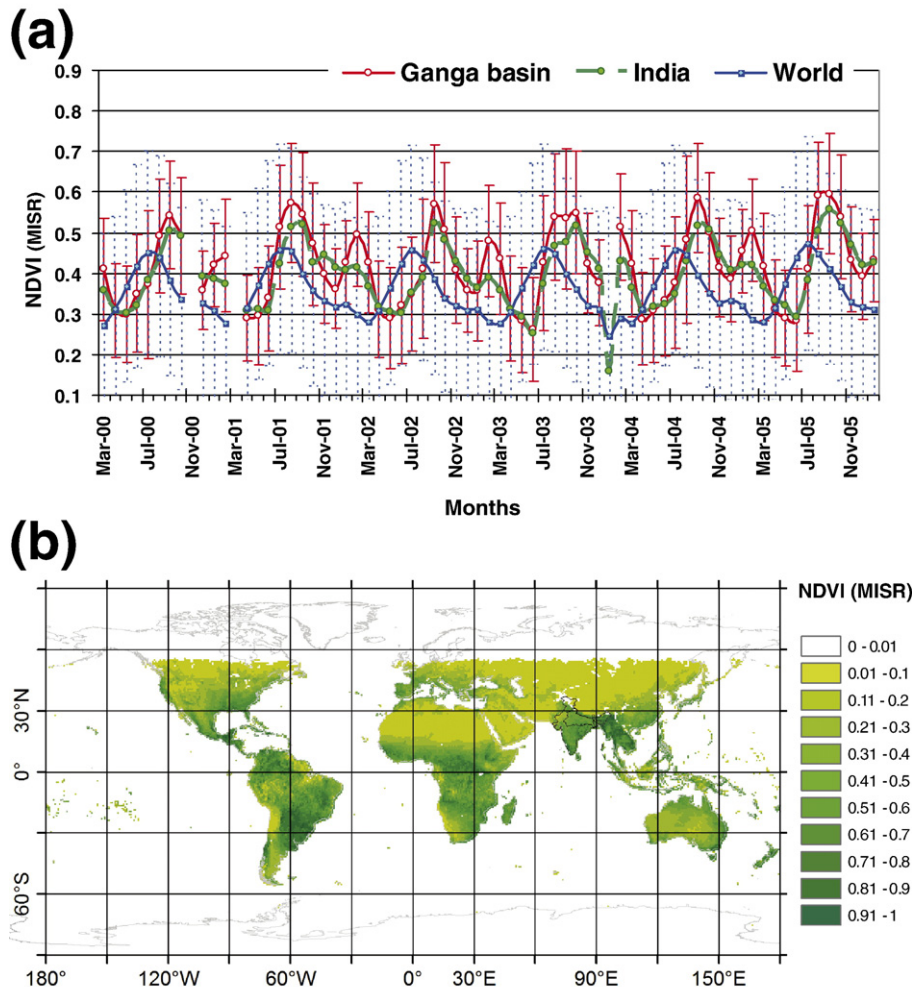 (a)
Ganga basin India World
0.9
0.8
0.7
0.6
0.5
0.4
0.3
0.2
0.1
NDVI (MISR)
Mar-00 Jul-00 Nov-00 Mar-01 Jul-01 Nov-01 Mar-02 Jul-02 Nov-02 Mar-03 Jul-03 Nov-03 Mar-04 Jul-04 Nov-04 Mar-05 Jul-05 Nov-05
Months
(b)
NDVI (MISR)
0 - 0.01
0.01 - 0.1
0.11 - 0.2
0.21 - 0.3
0.31 - 0.4
0.41 - 0.5
0.51 - 0.6
0.61 - 0.7
0.71 - 0.8
0.81 - 0.9
0.91 - 1
30°N
0°
60°S
180° 120°W 60°W 0° 30°E 90°E 150°E